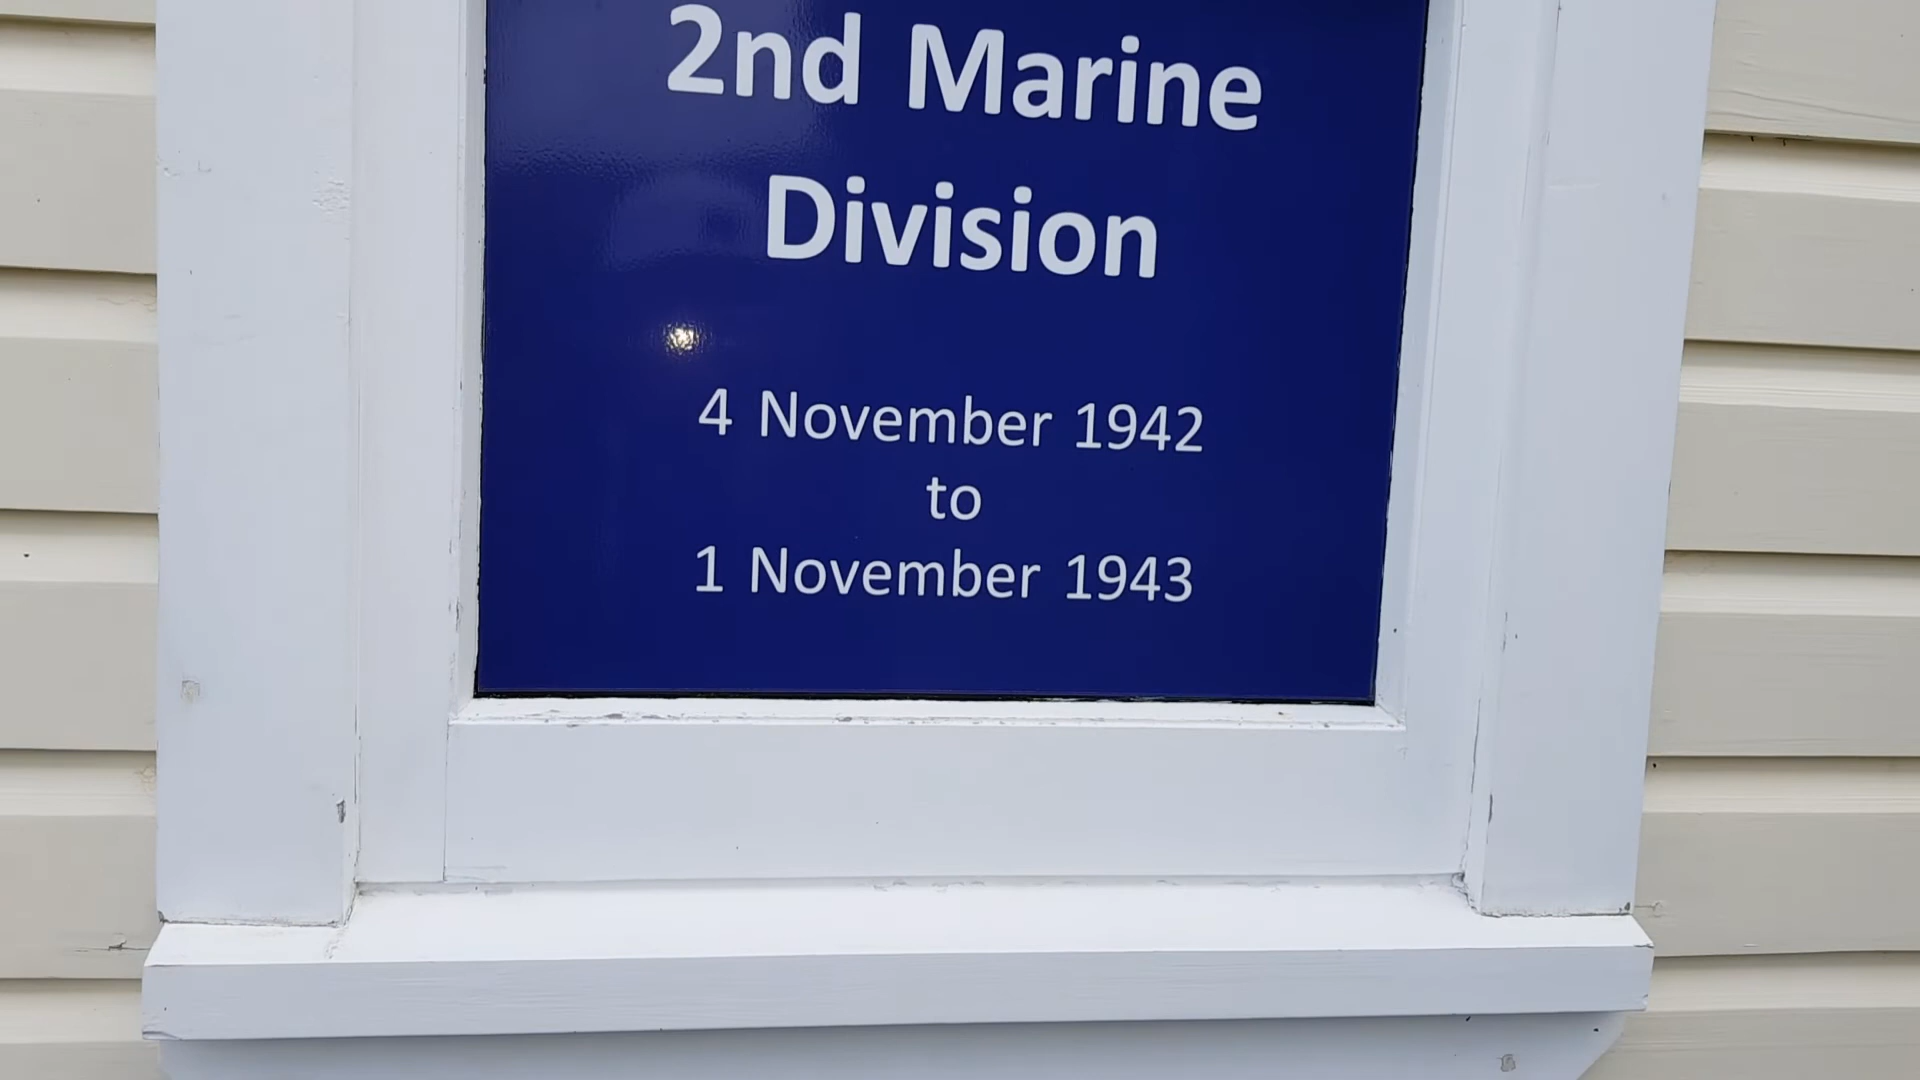 2nd Marine
Division
4 November 1942
to
1 November 1943